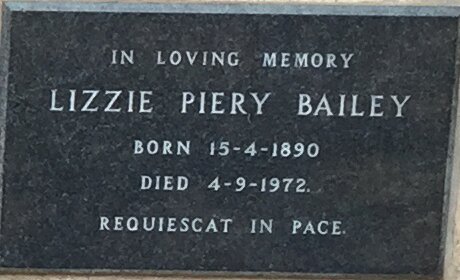 IN LOVING MEMORY
LIZZIE PIERY BAILEY
BORN 15-4-1890
DIED 4-9-1972.
REQUIESCAT IN PACE.